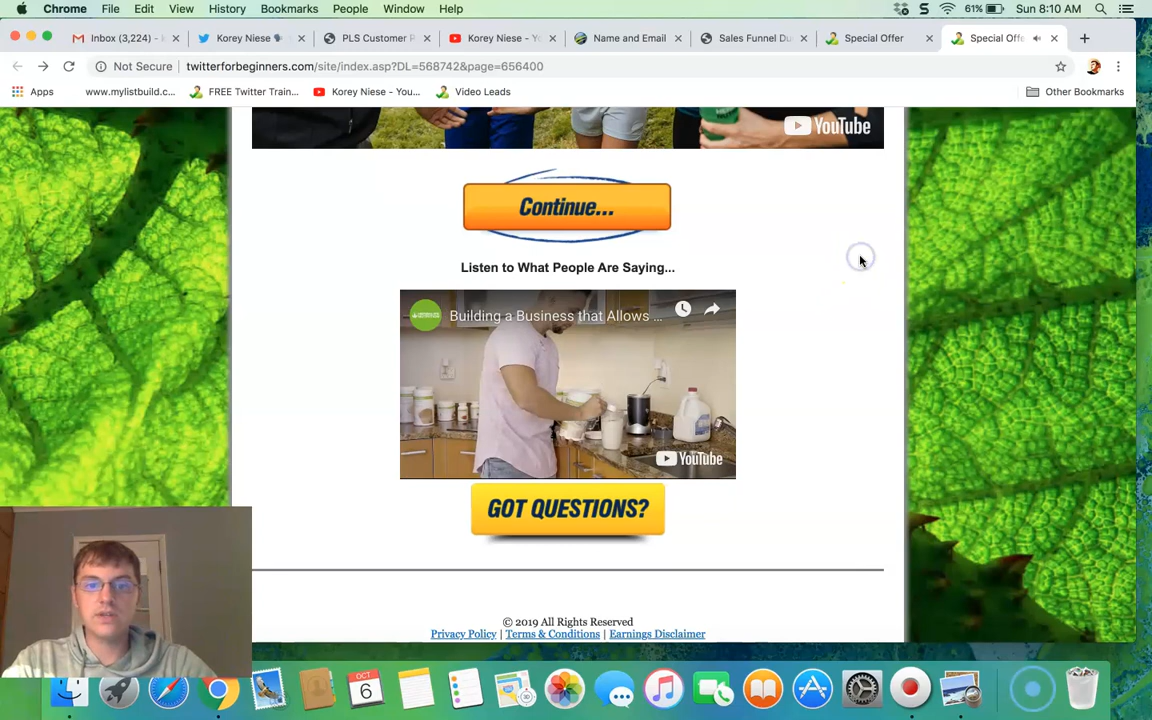 Chrome File Edit View History Bookmarks People Window Help 61% Sun 8:10 AM
Inbox (3,224) - Korey Niese PLS Customer P Korey Niese - Yo Name and Email Sales Funnel Du Special Offer Special Off
Not Secure twitterforbeginners.com/site/index.asp?DL=568742&page=656400
Apps www.mylistbuild.c... FREE Twitter Train... Korey Niese - You... Video Leads Other Bookmarks
YouTube
Continue...
Listen to What People Are Saying...
Building a Business that Allows ...
YouTube
GOT QUESTIONS?
© 2019 All Rights Reserved
Privacy Policy | Terms & Conditions | Earnings Disclaimer
OCT
6